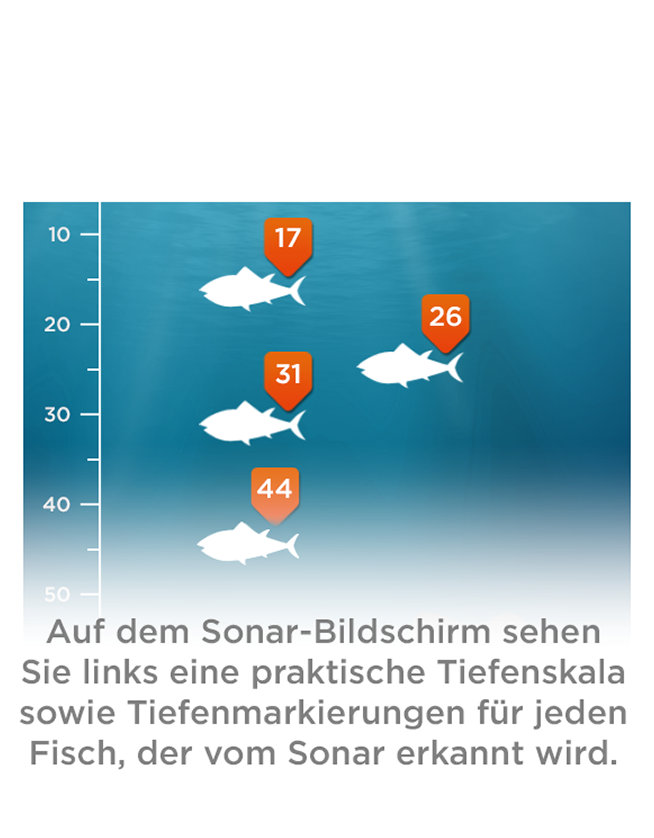 10
17
20
26
30
31
40
44
50
Auf dem Sonar-Bildschirm sehen
Sie links eine praktische Tiefenskala
sowie Tiefenmarkierungen für jeden
Fisch, der vom Sonar erkannt wird.